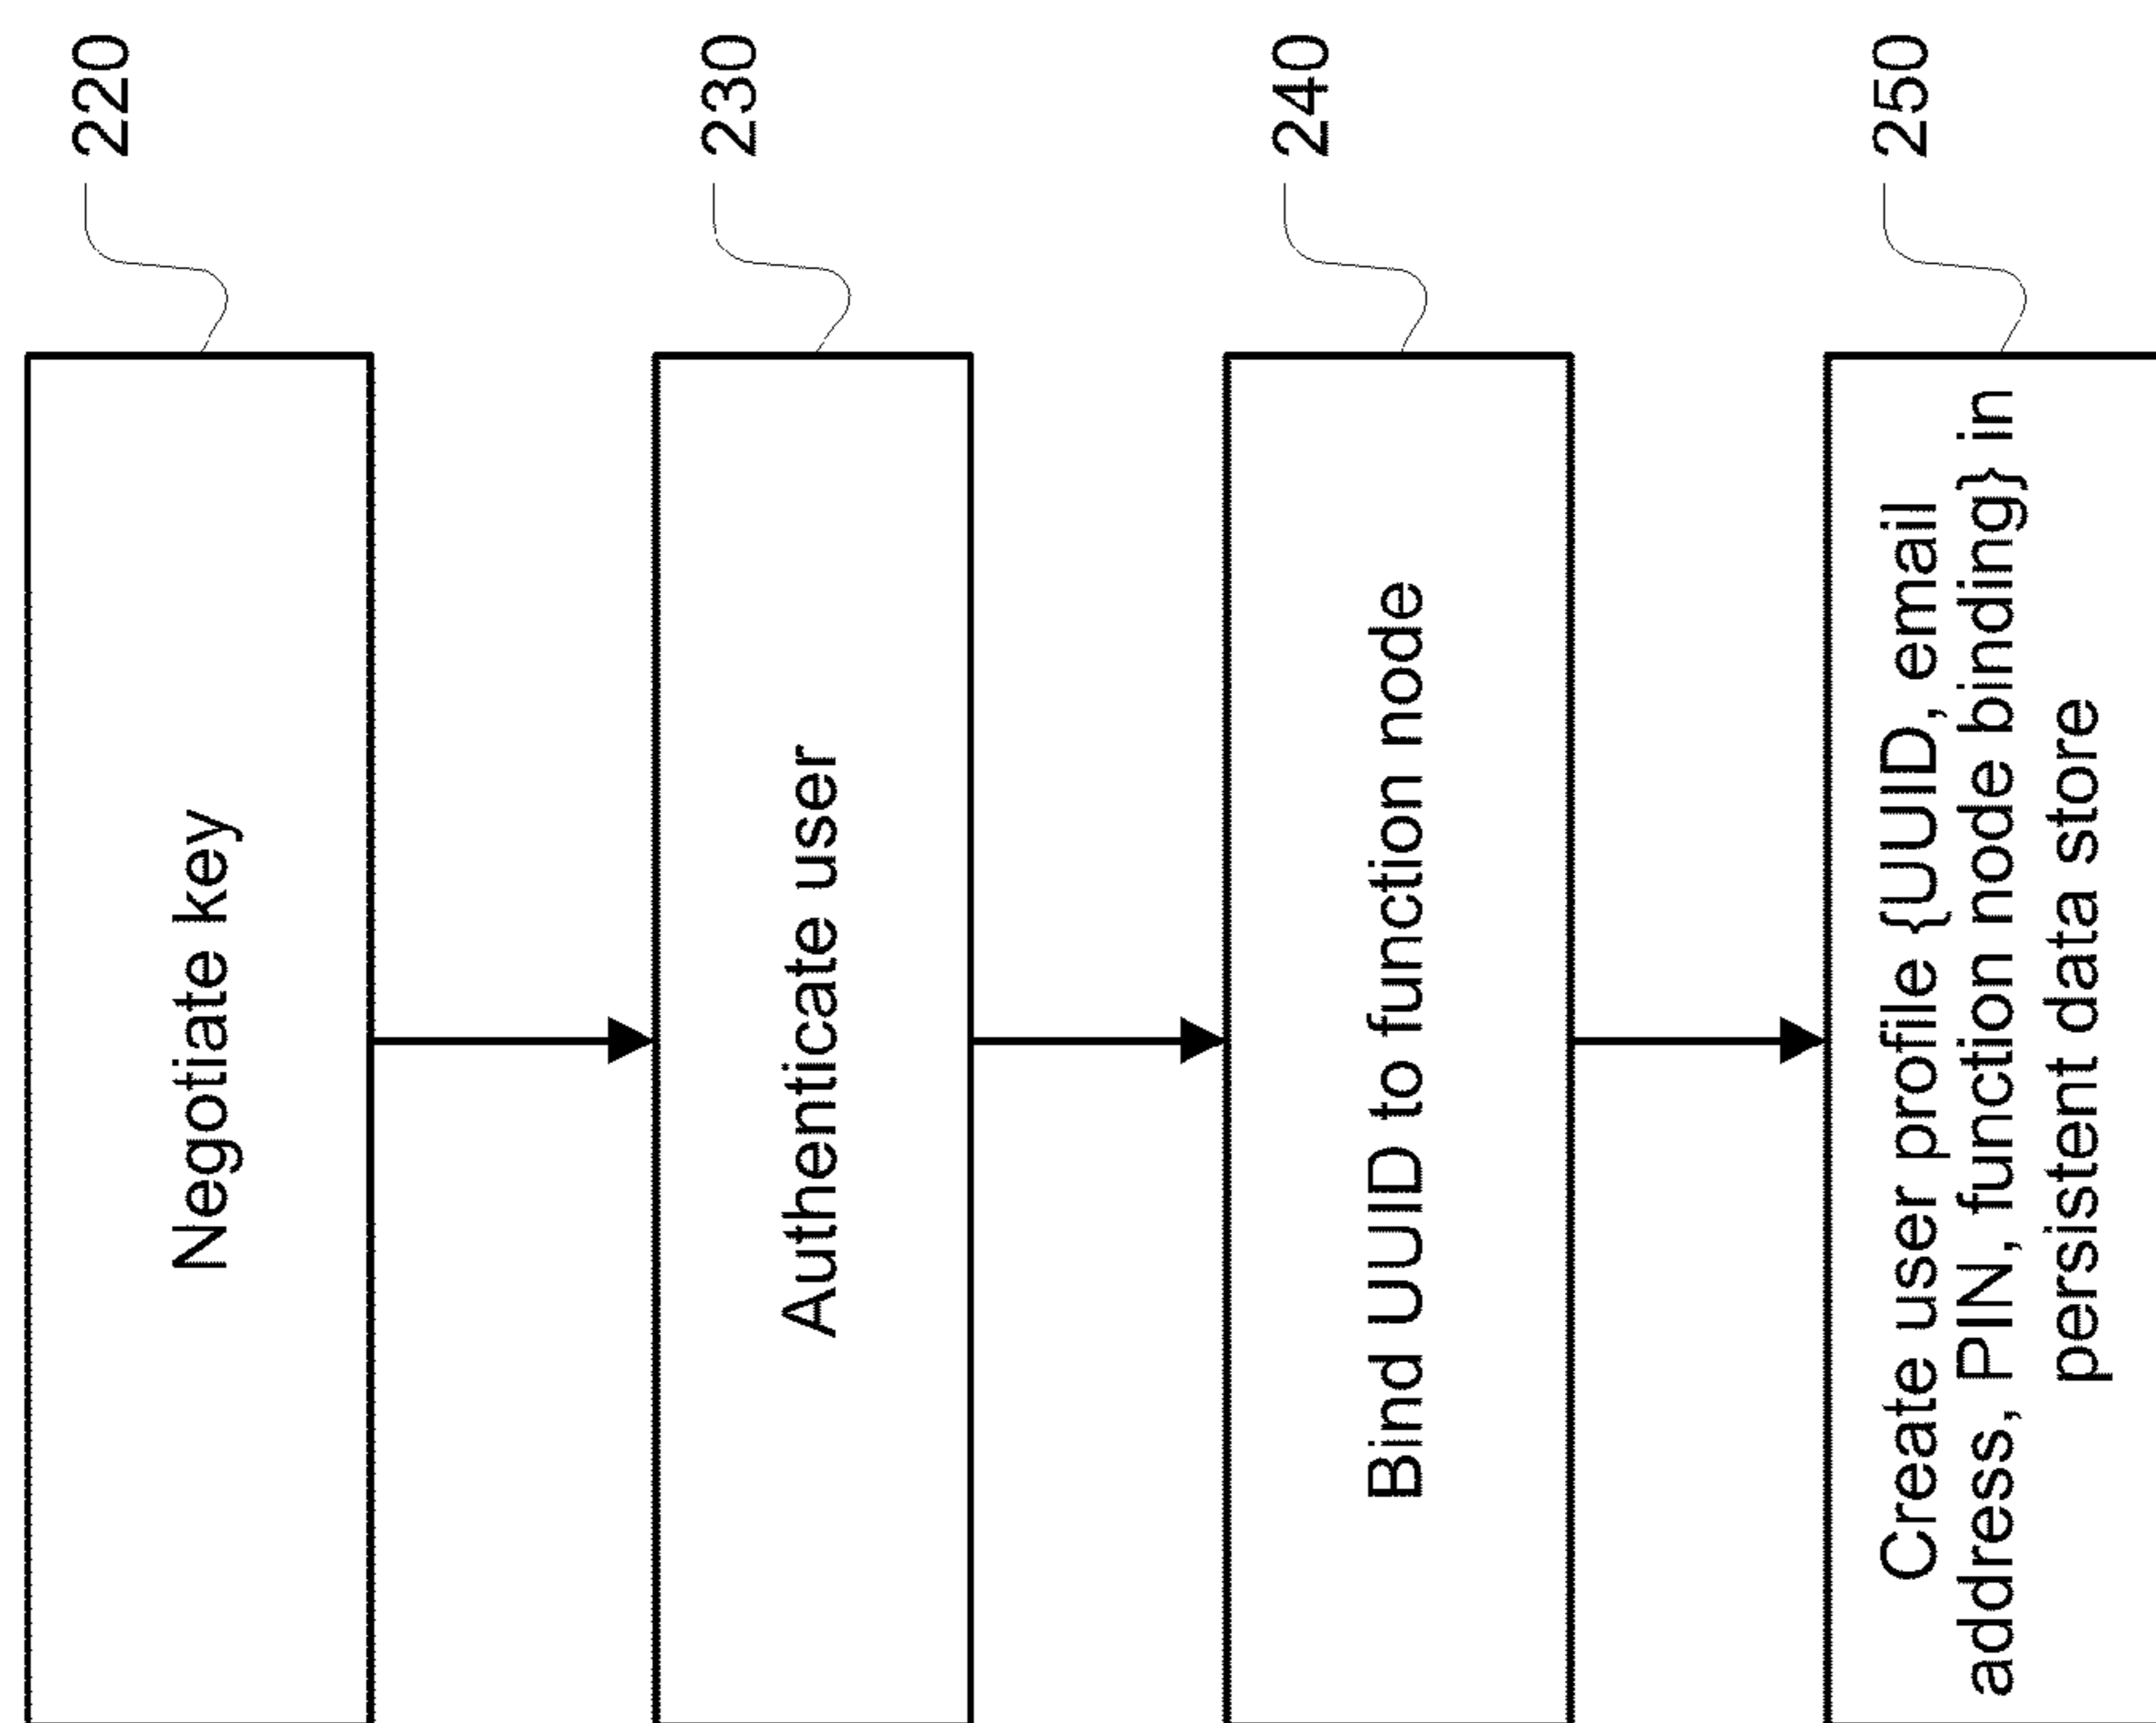 220
Negotiate key
230
Authenticate user
240
Bind UUID to function node
250
Create user profile {UUID, email
address, PIN, function node binding} in
persistent data store